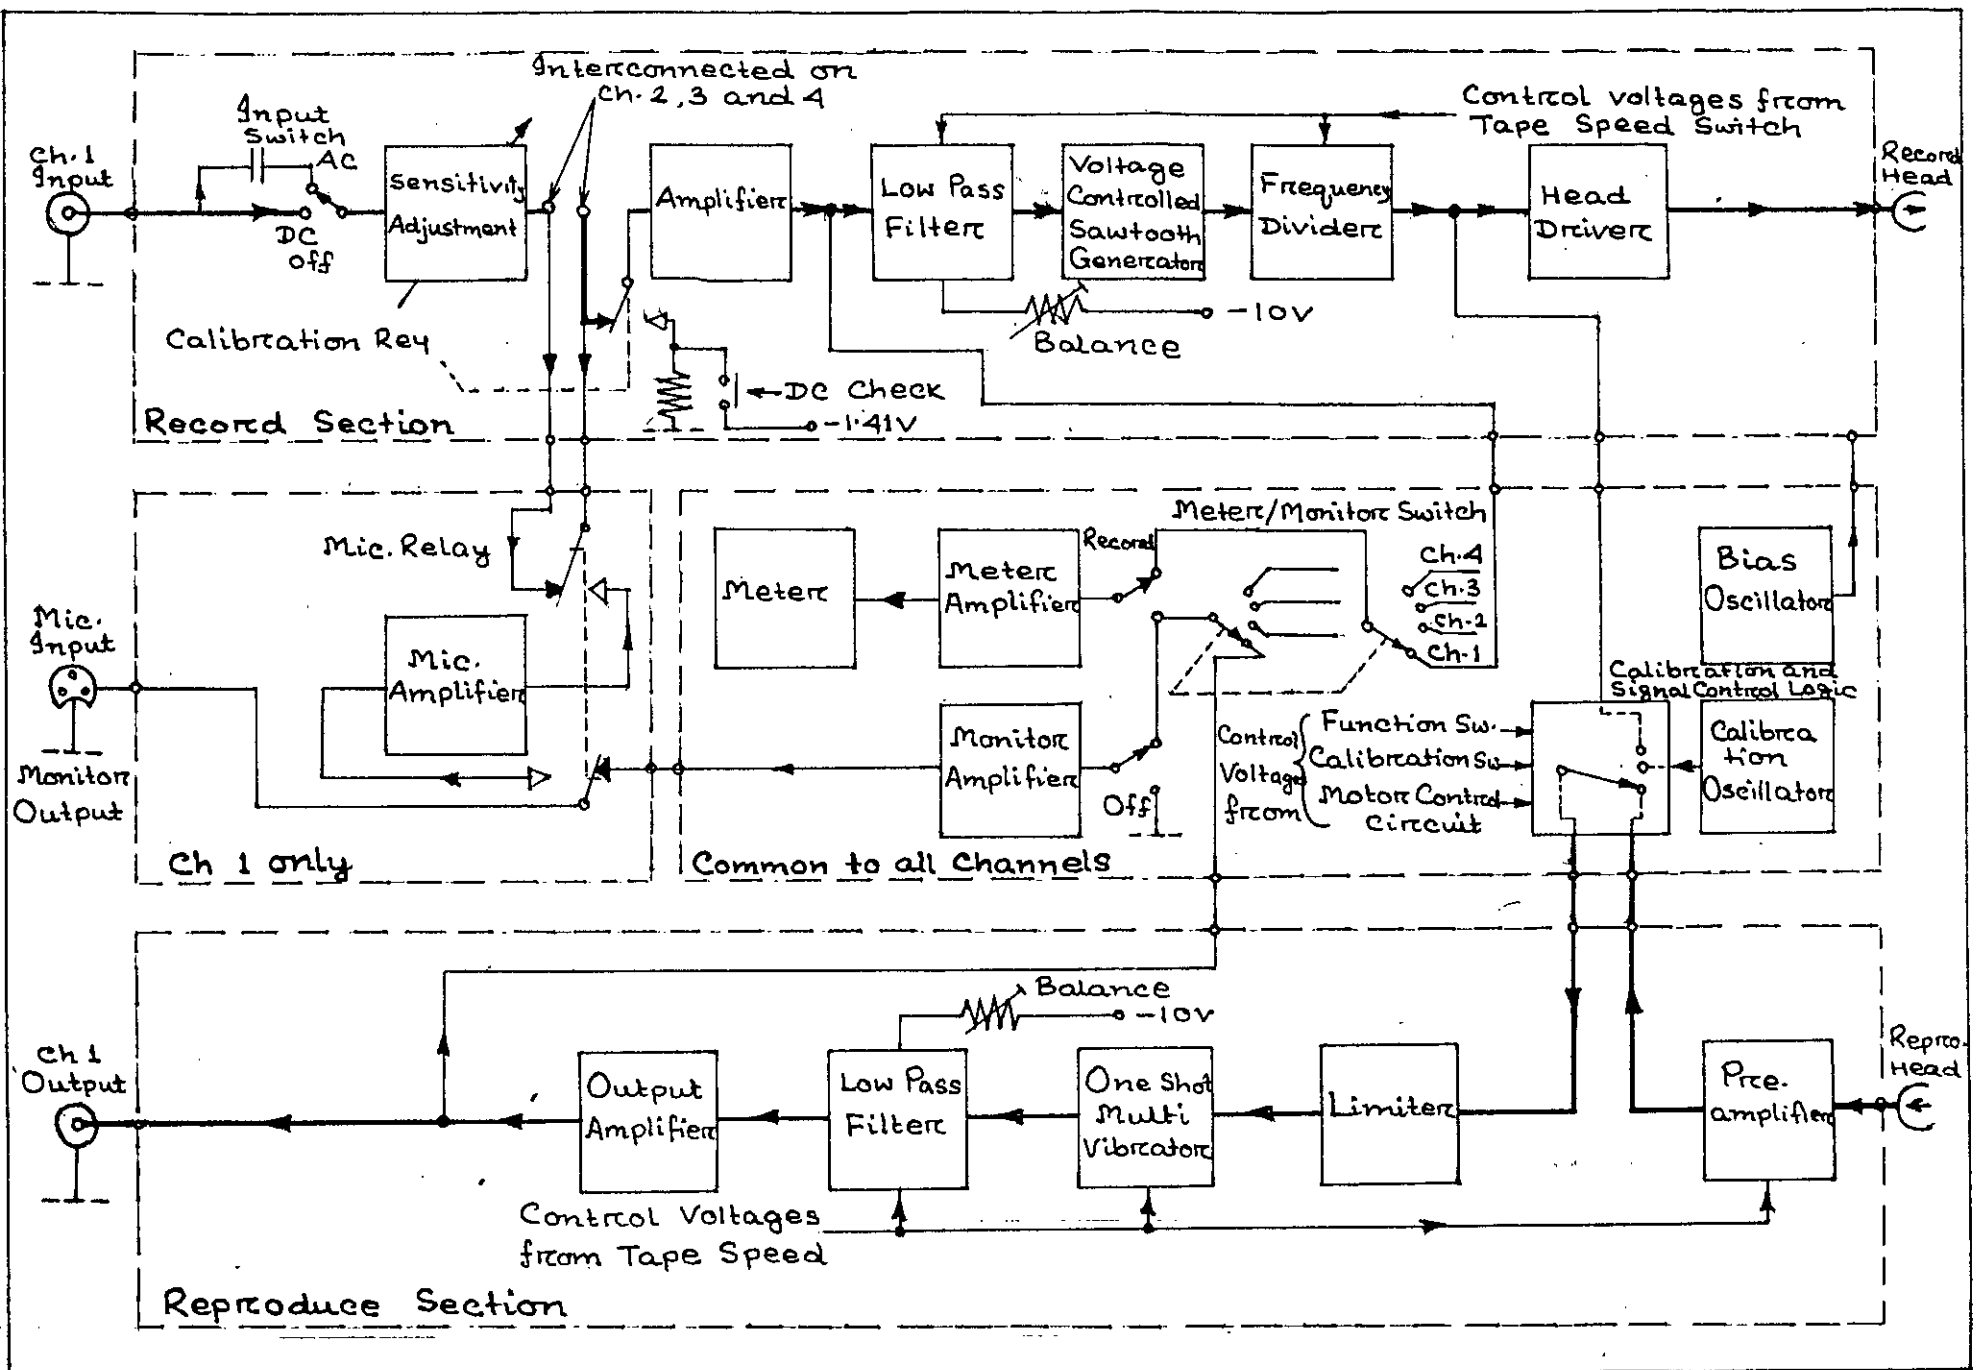 Interconnected on
ch. 2, 3 and 4
Input
Switch
AC
Ch. 1
Input
DC
Off
Sensitivity
Adjustment
Amplifier
Low Pass
Filter
Voltage
Controlled
Sawtooth
Generator
Frequency
Divider
Head
Driver
Control voltages from
Tape Speed Switch
Record
Head
Calibration Rey
Balance
-10V
DC Check
-1.41V
Record Section
Mic. Relay
Mic.
Input
Mic.
Amplifier
Monitor
Output
Ch 1 only
Meter
Meter
Amplifier
Record
Meter/Monitor Switch
Ch.4
Ch.3
Ch.2
Ch.1
Bias
Oscillator
Monitor
Amplifier
Off
Control
Voltages
from
Function Sw.
Calibration Sw
Motor Control
Circuit
Calibration and
Signal Control Logic
Calibra
tion
Oscillator
Common to all Channels
Balance
-10V
Ch 1
Output
Output
Amplifier
Low Pass
Filter
One Shot
Multi
Vibrator
Limiter
Pre.
amplifier
Repro.
Head
Control Voltages
from Tape Speed
Reproduce Section